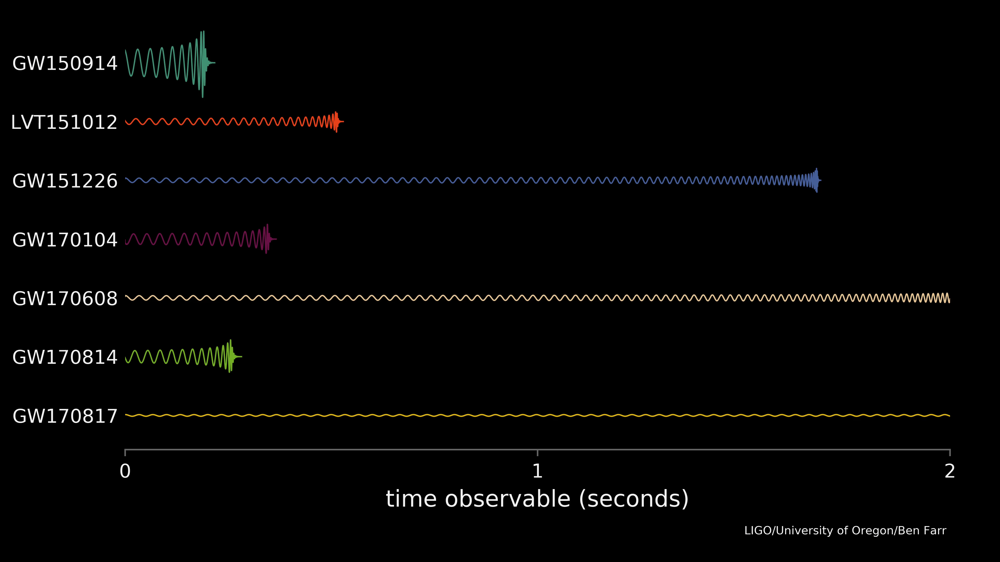 GW150914
LVT151012
GW151226
GW170104
GW170608
GW170814
GW170817
0 1 2
time observable (seconds)
LIGO/University of Oregon/Ben Farr